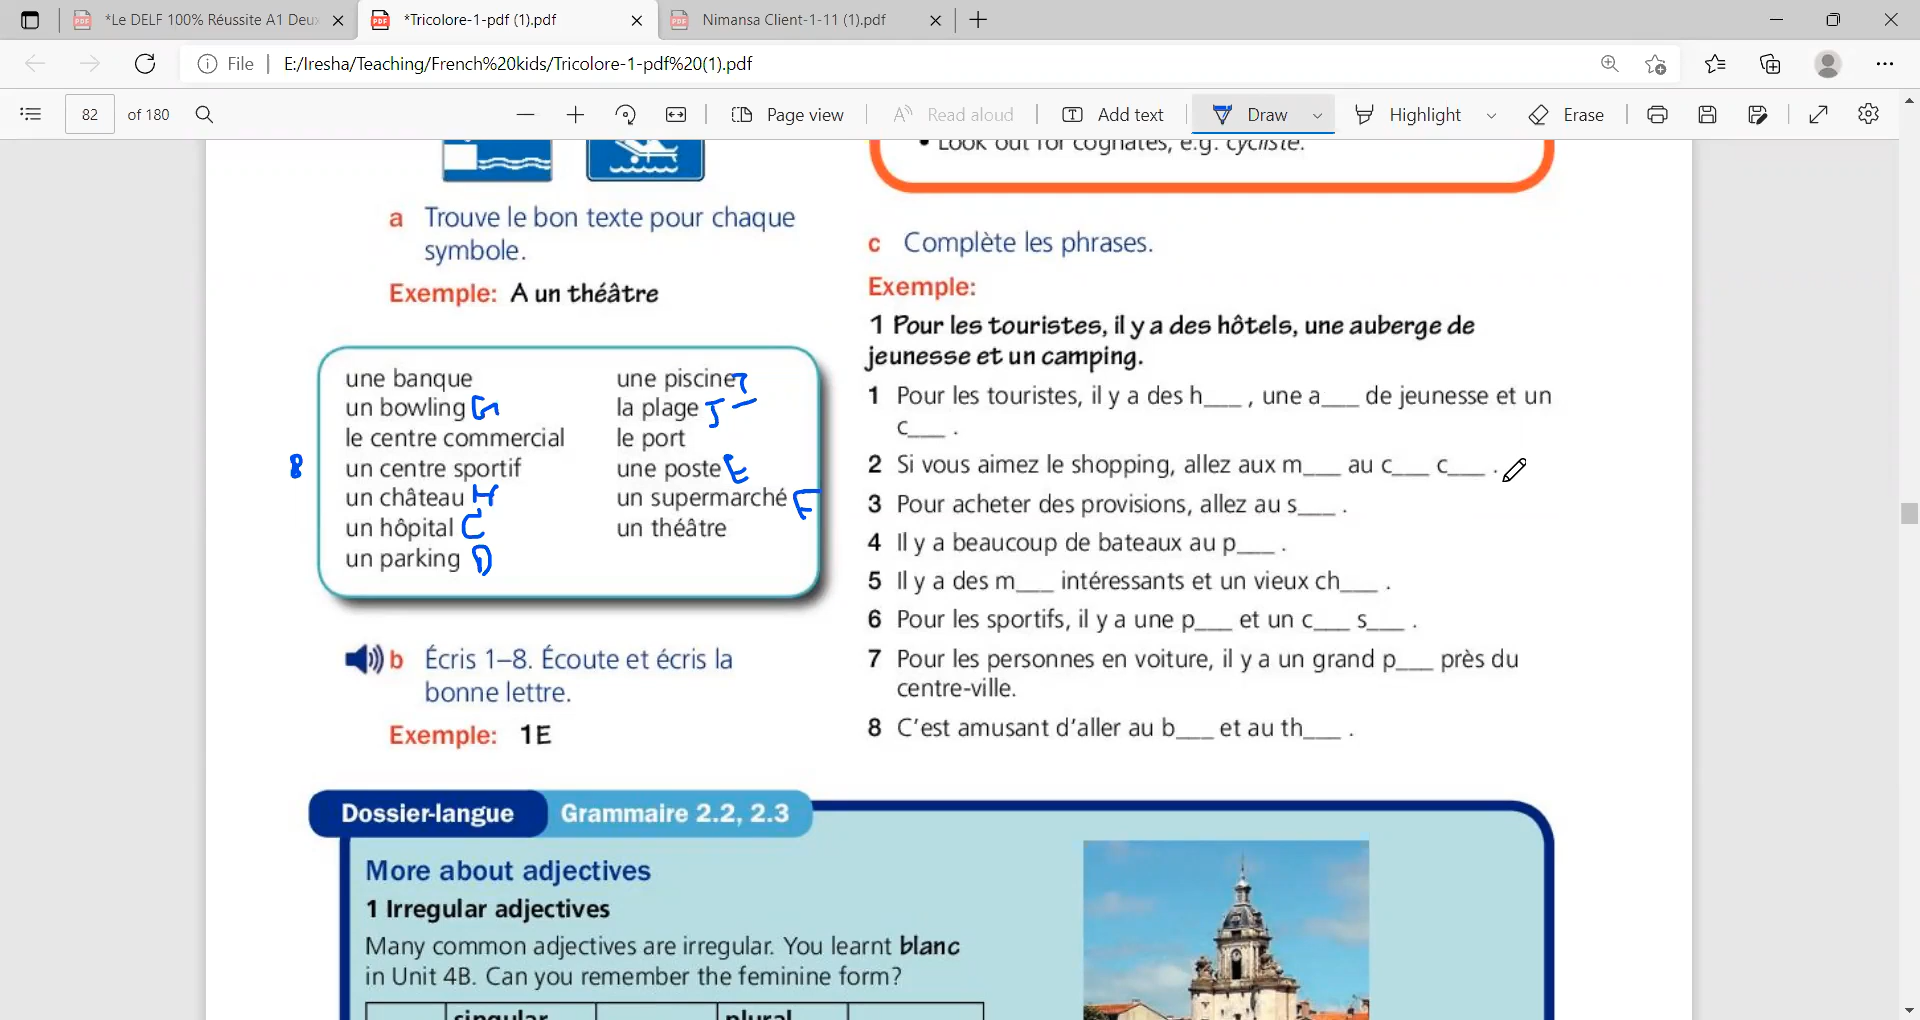 *Le DELF 100% Réussite A1 Deu
*Tricolore-1-pdf (1).pdf
Nimansa Client-1-11 (1).pdf
File
E:/Iresha/Teaching/French%20kids/Tricolore-1-pdf%20(1).pdf
82 of 180
Page view
Read aloud
Add text
Draw
Highlight
Erase
• Look out for cognates, e.g. cycliste.
a Trouve le bon texte pour chaque
symbole.
Exemple: A un théâtre
une banque
un bowling G
le centre commercial
8 un centre sportif
un château H
un hôpital C
un parking D
une piscine
la plage J
le port
une poste E
un supermarché F
un théâtre
b Écris 1–8. Écoute et écris la
bonne lettre.
Exemple: 1E
c Complète les phrases.
Exemple:
1 Pour les touristes, il y a des hôtels, une auberge de
jeunesse et un camping.
1 Pour les touristes, il y a des h___ , une a___ de jeunesse et un
c___ .
2 Si vous aimez le shopping, allez aux m___ au c___ c___ .
3 Pour acheter des provisions, allez au s___ .
4 Il y a beaucoup de bateaux au p___ .
5 Il y a des m___ intéressants et un vieux ch___ .
6 Pour les sportifs, il y a une p___ et un c___ s___ .
7 Pour les personnes en voiture, il y a un grand p___ près du
centre-ville.
8 C’est amusant d’aller au b___ et au th___ .
Dossier-langue Grammaire 2.2, 2.3
More about adjectives
1 Irregular adjectives
Many common adjectives are irregular. You learnt blanc
in Unit 4B. Can you remember the feminine form?
singular plural